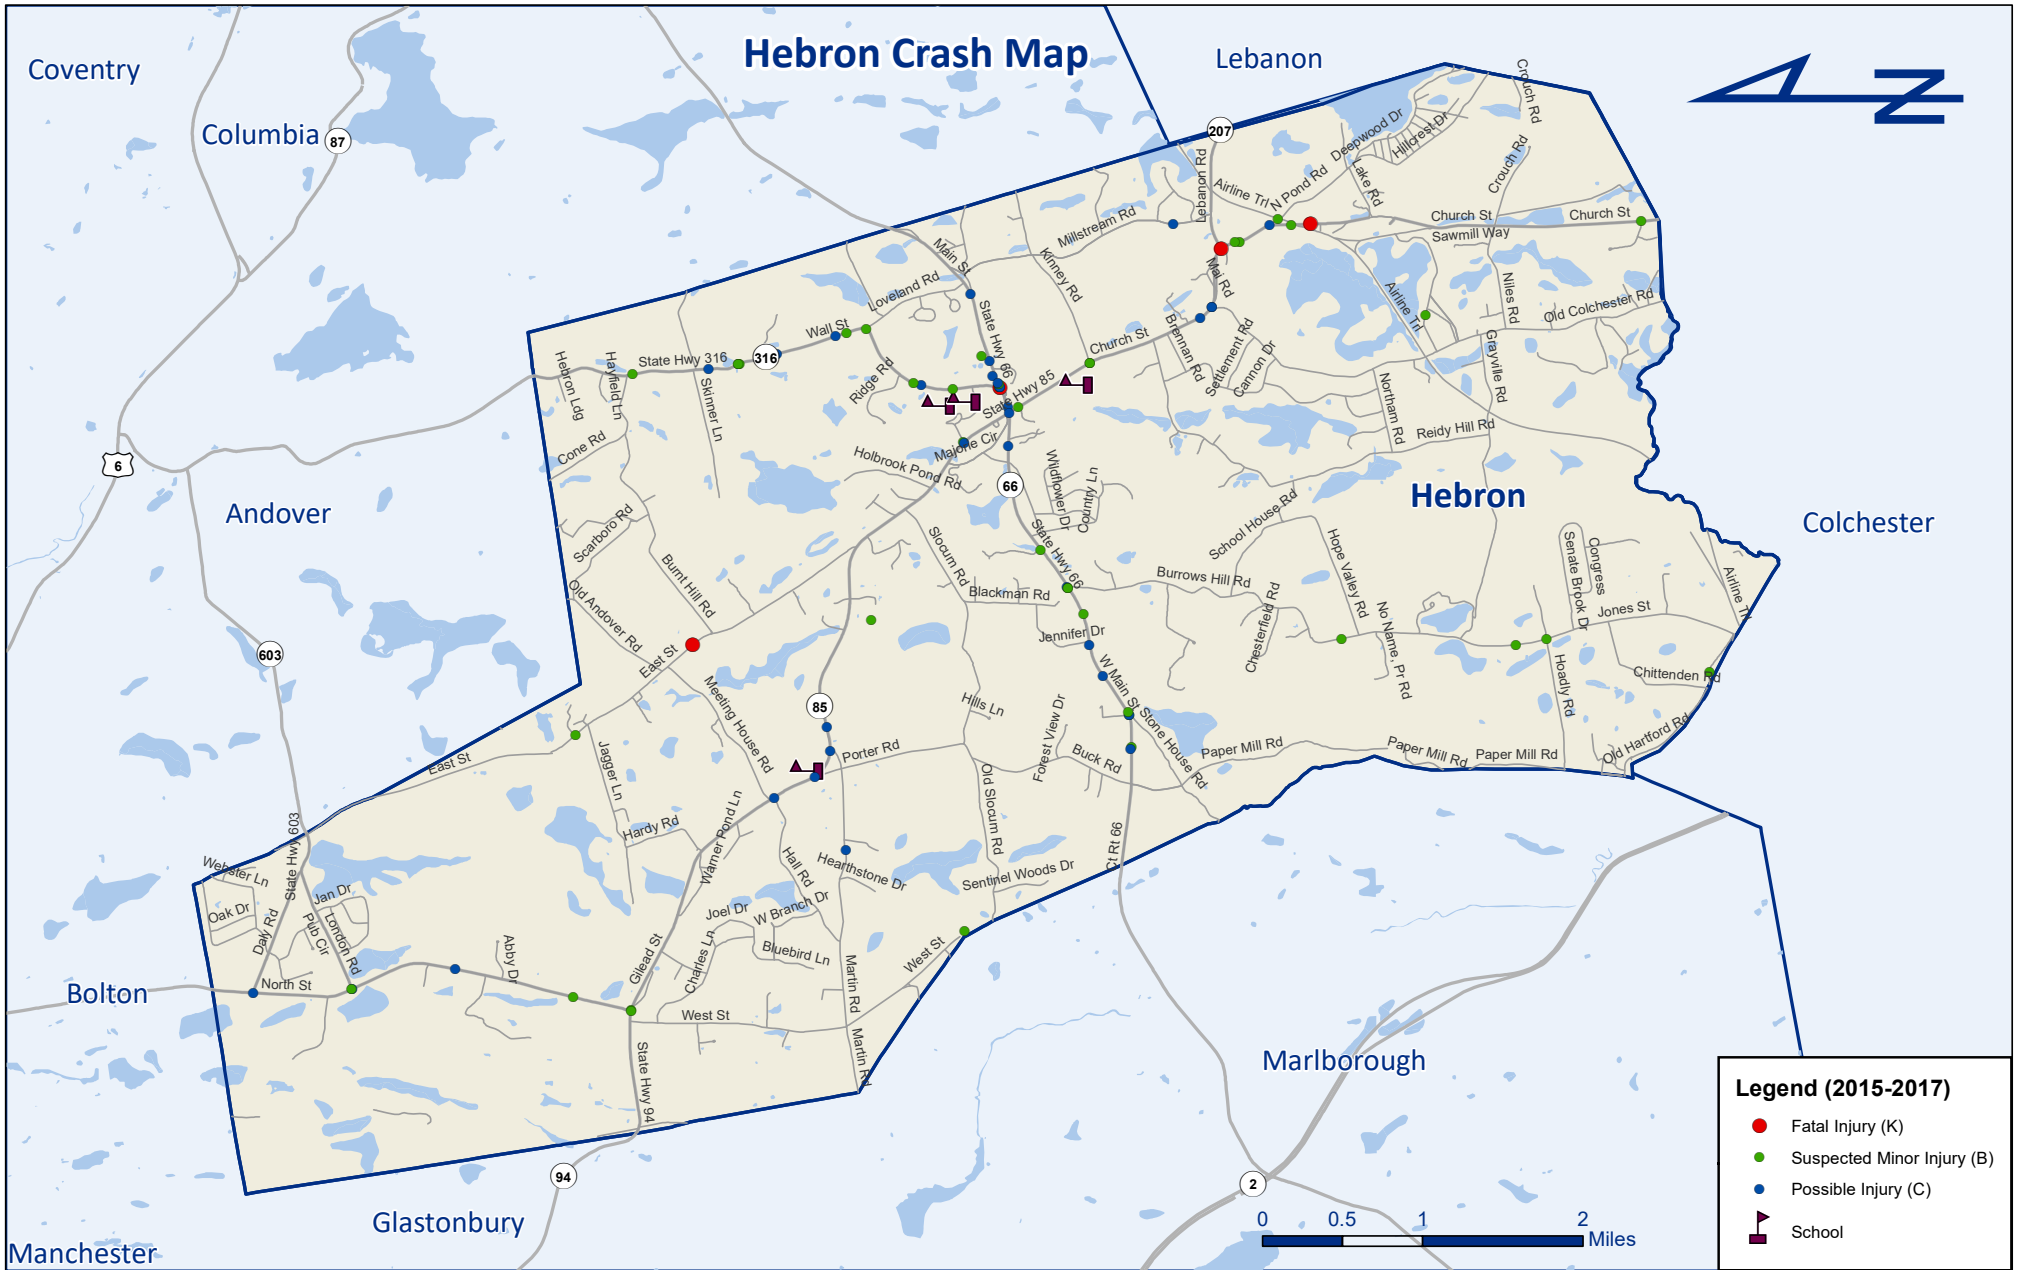 Hebron Crash Map
Coventry
Lebanon
Columbia
87
207
Crouch Rd
Deepwood Dr
Hillcrest Dr
Lebanon Rd
Airline Trl
N Pond Rd
Lake Rd
Crouch Rd
Church St
Church St
Sawmill Way
Millstream Rd
Main St
Kinney Rd
Mai Rd
Loveland Rd
Wall St
State Hwy 66
Airline Trl
Niles Rd
Old Colchester Rd
State Hwy 316
316
Hebron Ldg
Hayfield Ln
Skinner Ln
Ridge Rd
State Hwy 85
Church St
Brennan Rd
Settlement Rd
Cannon Dr
Grayville Rd
Northam Rd
Reidy Hill Rd
Cone Rd
Majorie Cir
Holbrook Pond Rd
66
Wildflower Dr
Country Ln
6
Hebron
Andover
Colchester
Scarboro Rd
Burnt Hill Rd
Old Andover Rd
Slocum Rd
State Hwy 66
School House Rd
Hope Valley Rd
Senate Brook Dr
Congress
Airline Trl
Blackman Rd
Burrows Hill Rd
Chesterfield Rd
No Name, Pr Rd
Jones St
Jennifer Dr
603
East St
Meeting House Rd
85
Hills Ln
W Main St
Stone House Rd
Hoadly Rd
Chittenden Rd
Old Hartford Rd
East St
Jagger Ln
Porter Rd
Forest View Dr
Buck Rd
Paper Mill Rd
Paper Mill Rd
Paper Mill Rd
Old Slocum Rd
State Hwy 603
Hardy Rd
Warner Pond Ln
Hall Rd
Hearthstone Dr
Sentinel Woods Dr
Ct Rt 66
Webster Ln
Oak Dr
Jan Dr
Daly Rd
Pub Cir
London Rd
Joel Dr
W Branch Dr
Abby Dr
Gilead St
Charles Ln
Bluebird Ln
Martin Rd
West St
North St
Bolton
West St
Martin Rd
State Hwy 94
Marlborough
94
2
Glastonbury
Manchester
0 0.5 1 2
Miles
Legend (2015-2017)
Fatal Injury (K)
Suspected Minor Injury (B)
Possible Injury (C)
School
N